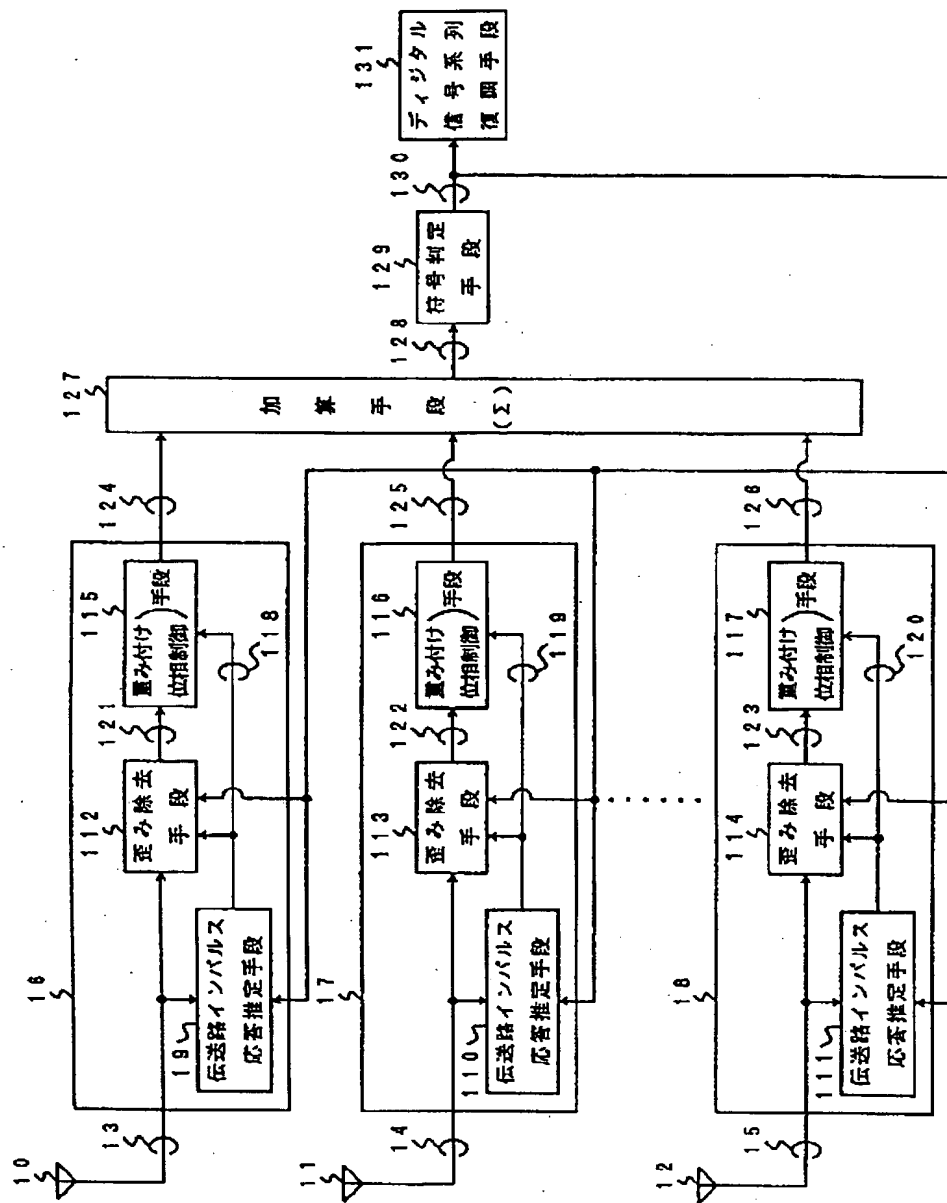 10
13
16
19
伝送路インパルス
応答推定手段
112
歪み除去
手段
121
115
重み付け
位相制御
)手段
118
124
11
14
17
110
伝送路インパルス
応答推定手段
113
歪み除去
手段
122
116
重み付け
位相制御
)手段
119
125
12
15
18
111
伝送路インパルス
応答推定手段
114
歪み除去
手段
123
117
重み付け
位相制御
)手段
120
126
127
加算手段
(Σ)
128
129
符号判定
手段
130
131
ディジタル
信号系列
復調手段